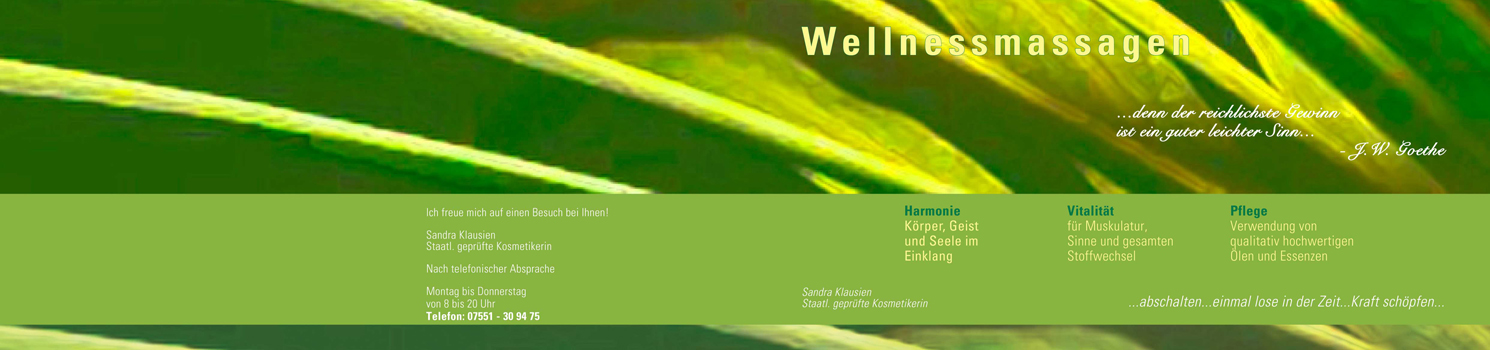 Wellnessmassagen
...denn der reichlichste Gewinn
ist ein guter leichter Sinn...
- J.W. Goethe
Ich freue mich auf einen Besuch bei Ihnen!
Sandra Klausien
Staatl. geprüfte Kosmetikerin
Nach telefonischer Absprache
Montag bis Donnerstag
von 8 bis 20 Uhr
Telefon: 07551 - 30 94 75
Harmonie
Körper, Geist
und Seele im
Einklang
Vitalität
für Muskulatur,
Sinne und gesamten
Stoffwechsel
Pflege
Verwendung von
qualitativ hochwertigen
Ölen und Essenzen
Sandra Klausien
Staatl. geprüfte Kosmetikerin
...abschalten...einmal lose in der Zeit...Kraft schöpfen...